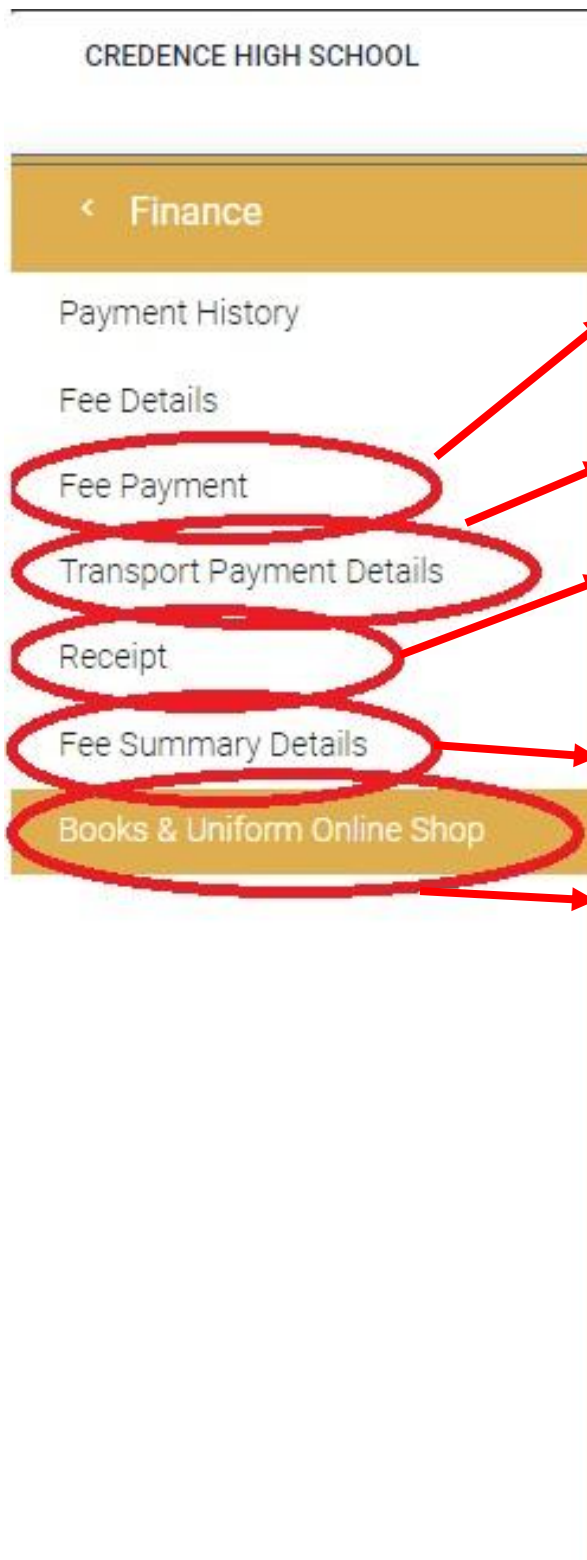 CREDENCE HIGH SCHOOL
Finance
Payment History
Fee Details
Fee Payment
Transport Payment Details
Receipt
Fee Summary Details
Books & Uniform Online Shop